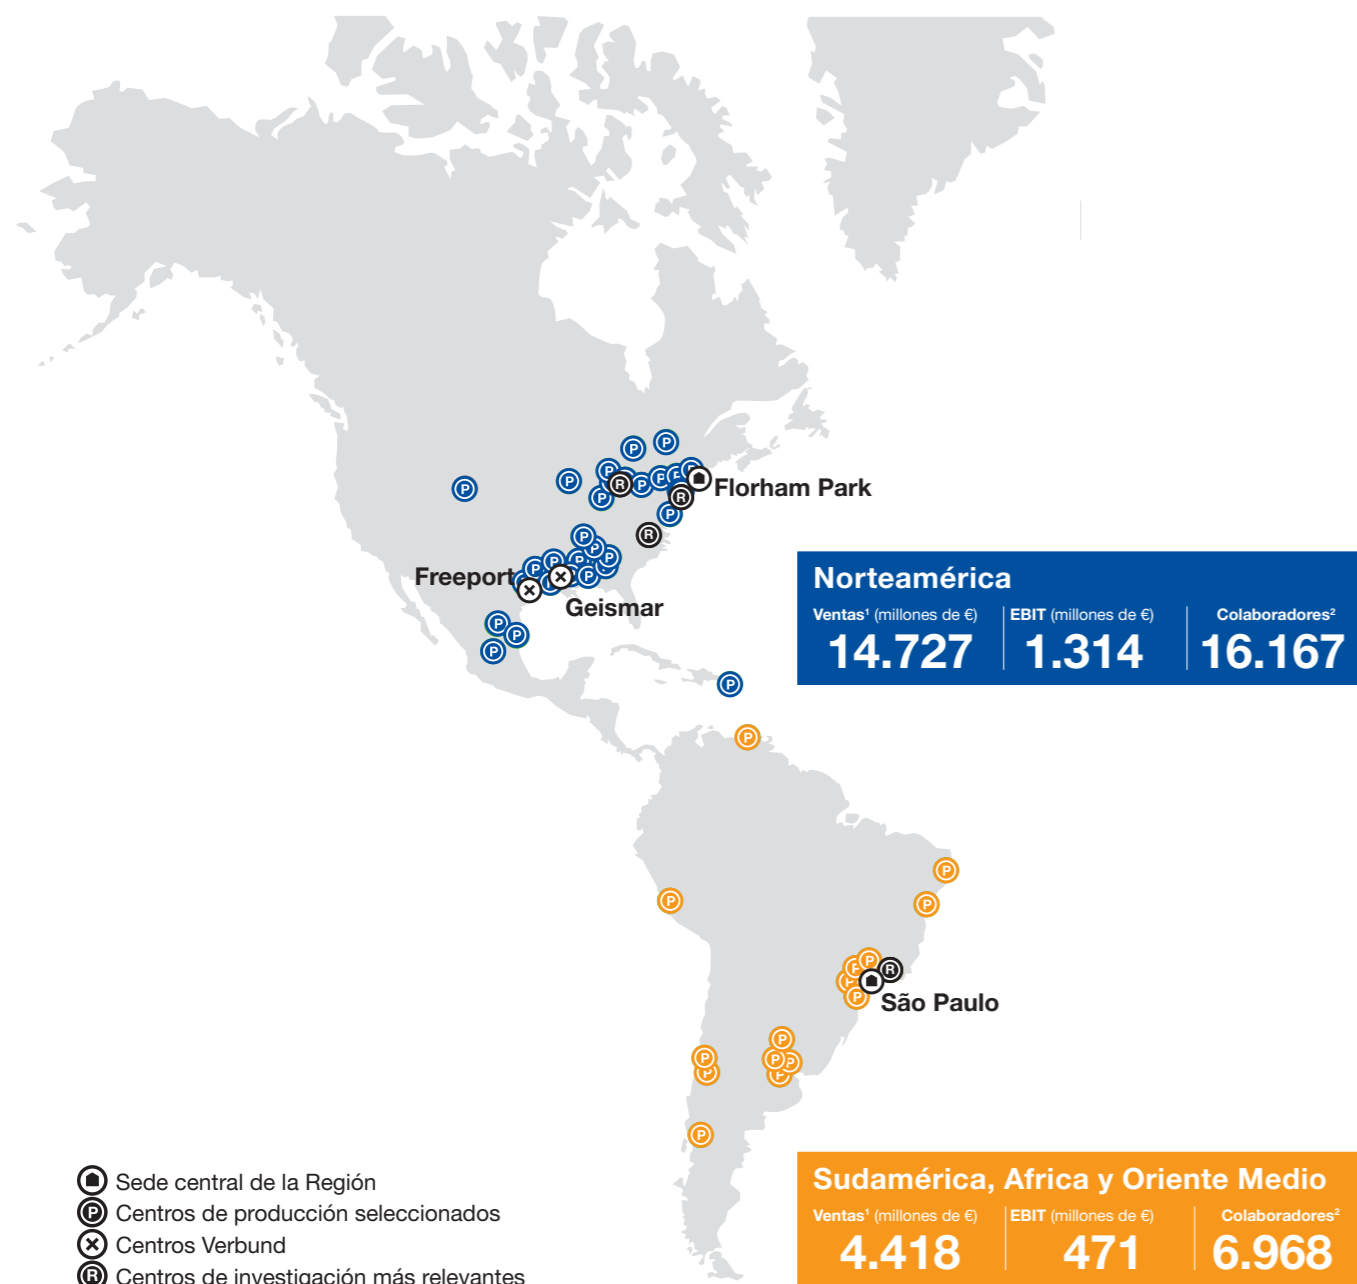 Florham Park
Freeport
Geismar
Norteamérica
Ventas¹ (millones de €) EBIT (millones de €) Colaboradores²
14.727 1.314 16.167
São Paulo
Sede central de la Región
Centros de producción seleccionados
Centros Verbund
Centros de investigación más relevantes
Sudamérica, Africa y Oriente Medio
Ventas¹ (millones de €) EBIT (millones de €) Colaboradores²
4.418 471 6.968